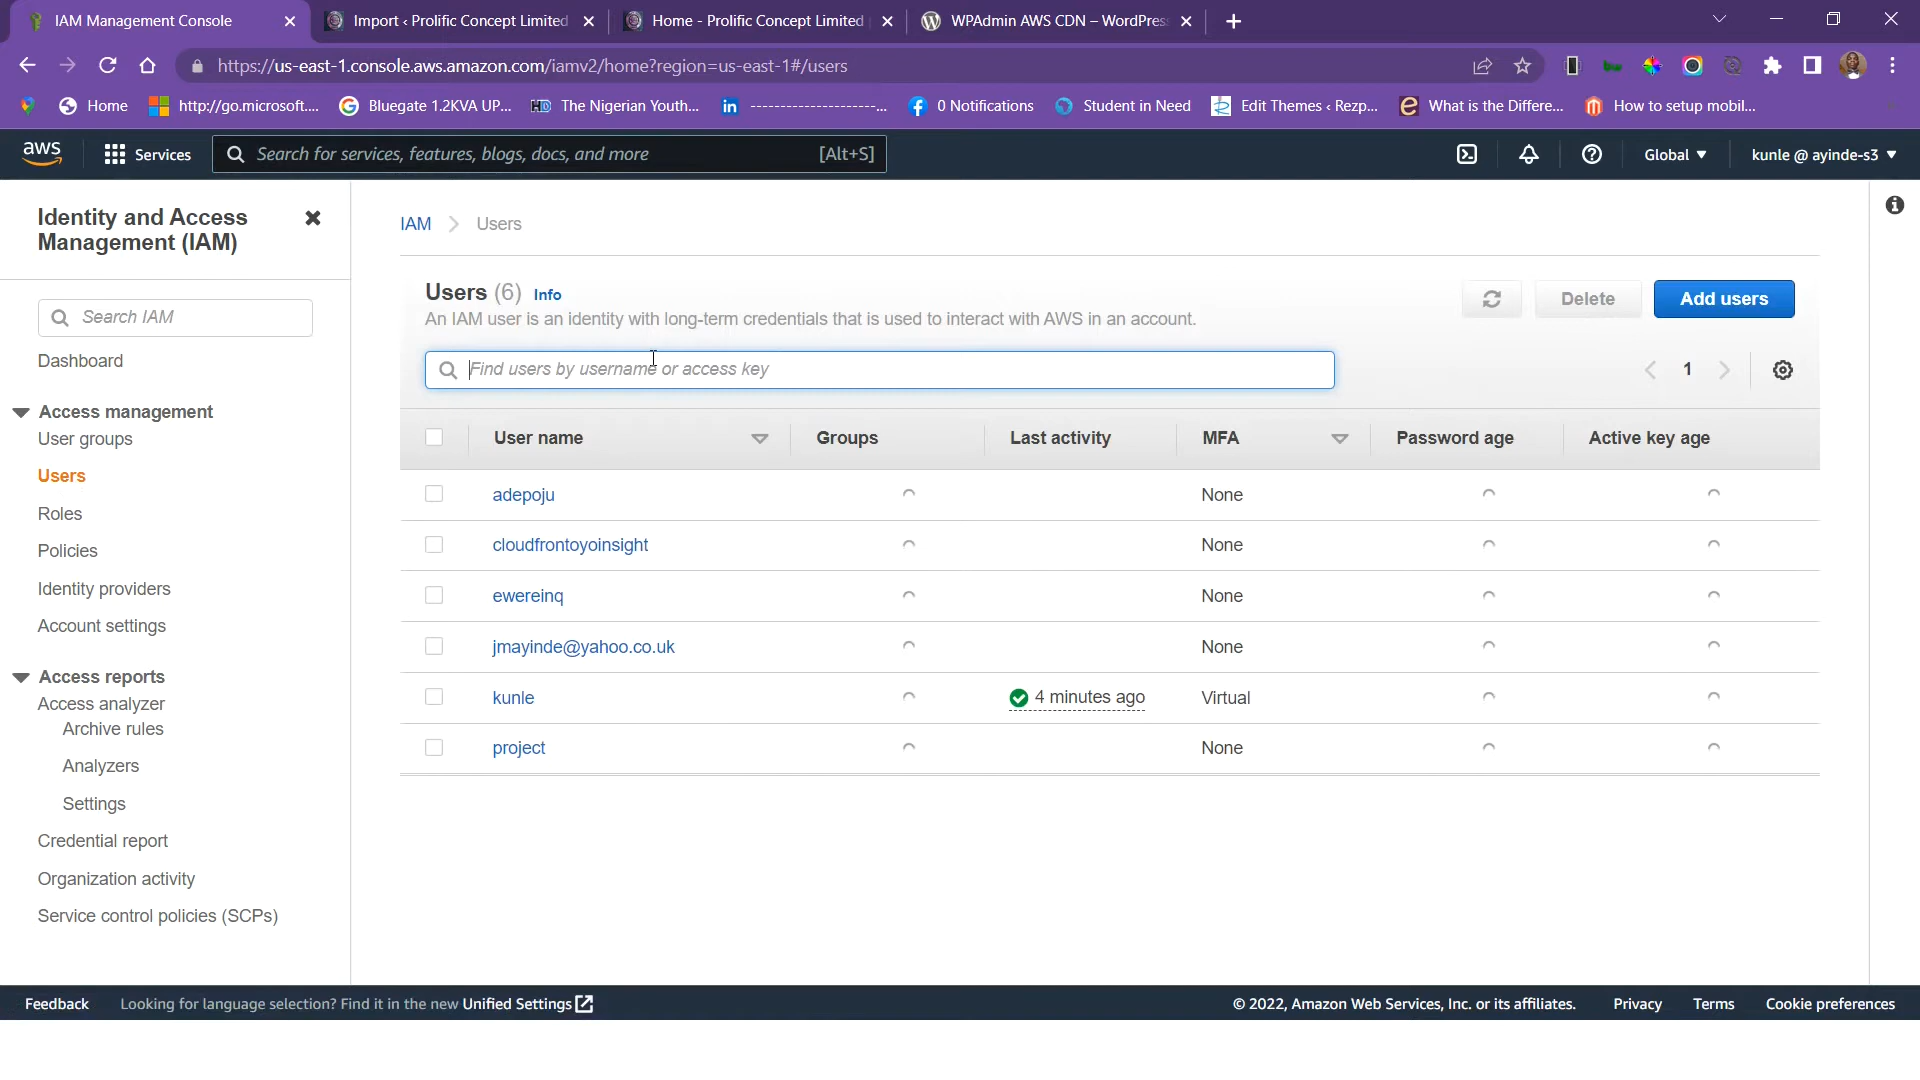 IAM Management Console
Import ‹ Prolific Concept Limited
Home - Prolific Concept Limited
WPAdmin AWS CDN – WordPres
https://us-east-1.console.aws.amazon.com/iamv2/home?region=us-east-1#/users
Home
http://go.microsoft....
Bluegate 1.2KVA UP...
The Nigerian Youth...
--------------------...
0 Notifications
Student in Need
Edit Themes ‹ Rezp...
What is the Differe...
How to setup mobil...
aws
Services
Search for services, features, blogs, docs, and more
[Alt+S]
Global
kunle @ ayinde-s3
Identity and Access
Management (IAM)
Search IAM
Dashboard
Access management
User groups
Users
Roles
Policies
Identity providers
Account settings
Access reports
Access analyzer
Archive rules
Analyzers
Settings
Credential report
Organization activity
Service control policies (SCPs)
IAM > Users
Users (6) Info
An IAM user is an identity with long-term credentials that is used to interact with AWS in an account.
Delete
Add users
Find users by username or access key
1
User name Groups Last activity MFA Password age Active key age
adepoju None
cloudfrontoyoinsight None
ewereinq None
jmayinde@yahoo.co.uk None
kunle 4 minutes ago Virtual
project None
Feedback
Looking for language selection? Find it in the new Unified Settings
© 2022, Amazon Web Services, Inc. or its affiliates.
Privacy
Terms
Cookie preferences